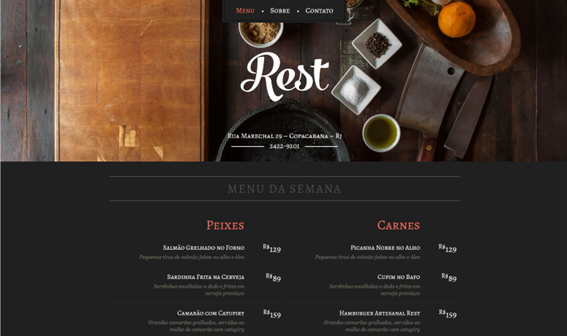 Menu • Sobre • Contato
Rest
Rua Marechal 29 – Copacabana – RJ
2422-9201
MENU DA SEMANA
Peixes
Salmão Grelhado no Forno R$129
Pequenas tiras de salmão feitas no alho e óleo
Sardinha Frita na Cerveja R$89
Sardinhas envolvidas a dedo e fritas em
cerveja premium
Camarão com Catupiry R$159
Grandes camarões grelhados, servidos ao
molho de camarão com catupiry
Carnes
Picanha Nobre no Alho R$129
Pequenas tiras de salmão feitas no alho e óleo
Cupim no Bafo R$89
Sardinhas envolvidas a dedo e fritas em
cerveja premium
Hamburger Artesanal Rest R$159
Grandes camarões grelhados, servidos ao
molho de camarão com catupiry